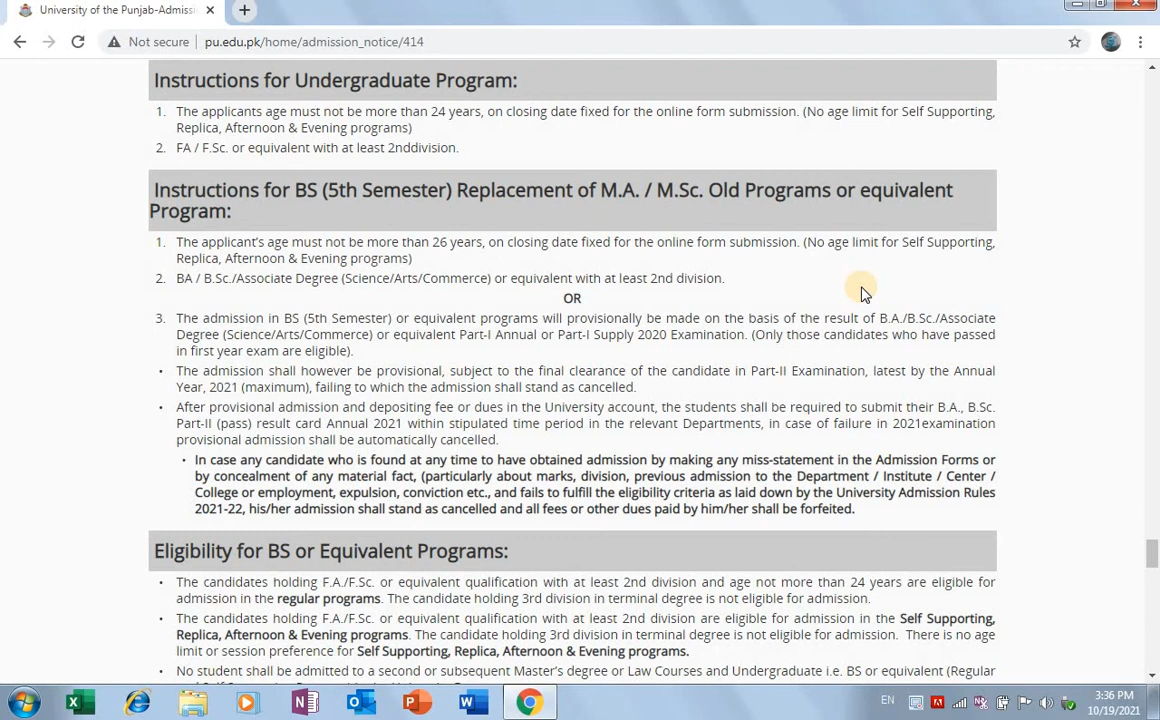 University of the Punjab-Admissi
Not secure
pu.edu.pk/home/admission_notice/414
Instructions for Undergraduate Program:
1. The applicants age must not be more than 24 years, on closing date fixed for the online form submission. (No age limit for Self Supporting,
Replica, Afternoon & Evening programs)
2. FA / F.Sc. or equivalent with at least 2nddivision.
Instructions for BS (5th Semester) Replacement of M.A. / M.Sc. Old Programs or equivalent
Program:
1. The applicant's age must not be more than 26 years, on closing date fixed for the online form submission. (No age limit for Self Supporting,
Replica, Afternoon & Evening programs)
2. BA / B.Sc./Associate Degree (Science/Arts/Commerce) or equivalent with at least 2nd division.
OR
3. The admission in BS (5th Semester) or equivalent programs will provisionally be made on the basis of the result of B.A./B.Sc./Associate
Degree (Science/Arts/Commerce) or equivalent Part-I Annual or Part-I Supply 2020 Examination. (Only those candidates who have passed
in first year exam are eligible).
• The admission shall however be provisional, subject to the final clearance of the candidate in Part-II Examination, latest by the Annual
Year, 2021 (maximum), failing to which the admission shall stand as cancelled.
• After provisional admission and depositing fee or dues in the University account, the students shall be required to submit their B.A., B.Sc.
Part-II (pass) result card Annual 2021 within stipulated time period in the relevant Departments, in case of failure in 2021examination
provisional admission shall be automatically cancelled.
• In case any candidate who is found at any time to have obtained admission by making any miss-statement in the Admission Forms or
by concealment of any material fact, (particularly about marks, division, previous admission to the Department / Institute / Center /
College or employment, expulsion, conviction etc., and fails to fulfill the eligibility criteria as laid down by the University Admission Rules
2021-22, his/her admission shall stand as cancelled and all fees or other dues paid by him/her shall be forfeited.
Eligibility for BS or Equivalent Programs:
• The candidates holding F.A./F.Sc. or equivalent qualification with at least 2nd division and age not more than 24 years are eligible for
admission in the regular programs. The candidate holding 3rd division in terminal degree is not eligible for admission.
• The candidates holding F.A./F.Sc. or equivalent qualification with at least 2nd division are eligible for admission in the Self Supporting,
Replica, Afternoon & Evening programs. The candidate holding 3rd division in terminal degree is not eligible for admission. There is no age
limit or session preference for Self Supporting, Replica, Afternoon & Evening programs.
• No student shall be admitted to a second or subsequent Master's degree or Law Courses and Undergraduate i.e. BS or equivalent (Regular
EN
3:36 PM
10/19/2021